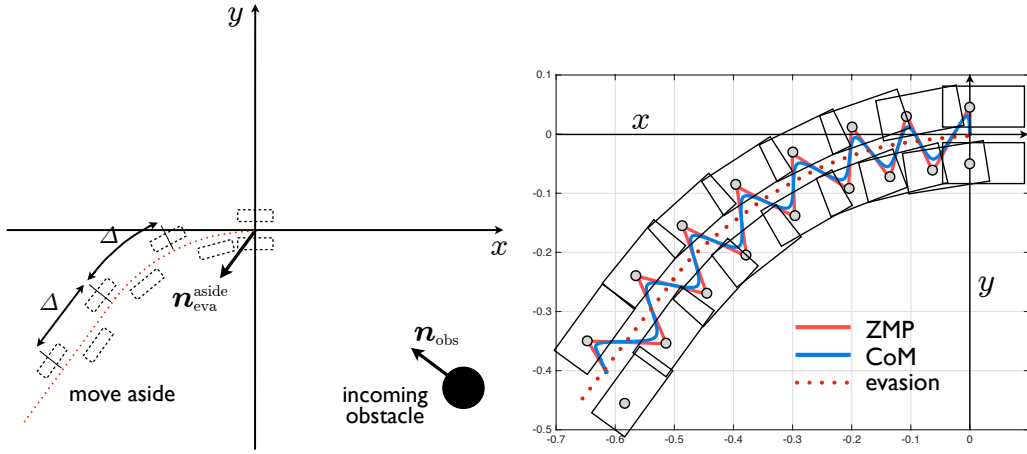 y
x
Δ
Δ
n_eva^aside
n_obs
move aside
incoming
obstacle
0.1
0
-0.1
-0.2
-0.3
-0.4
-0.5
x
y
ZMP
CoM
evasion
-0.7
-0.6
-0.5
-0.4
-0.3
-0.2
-0.1
0